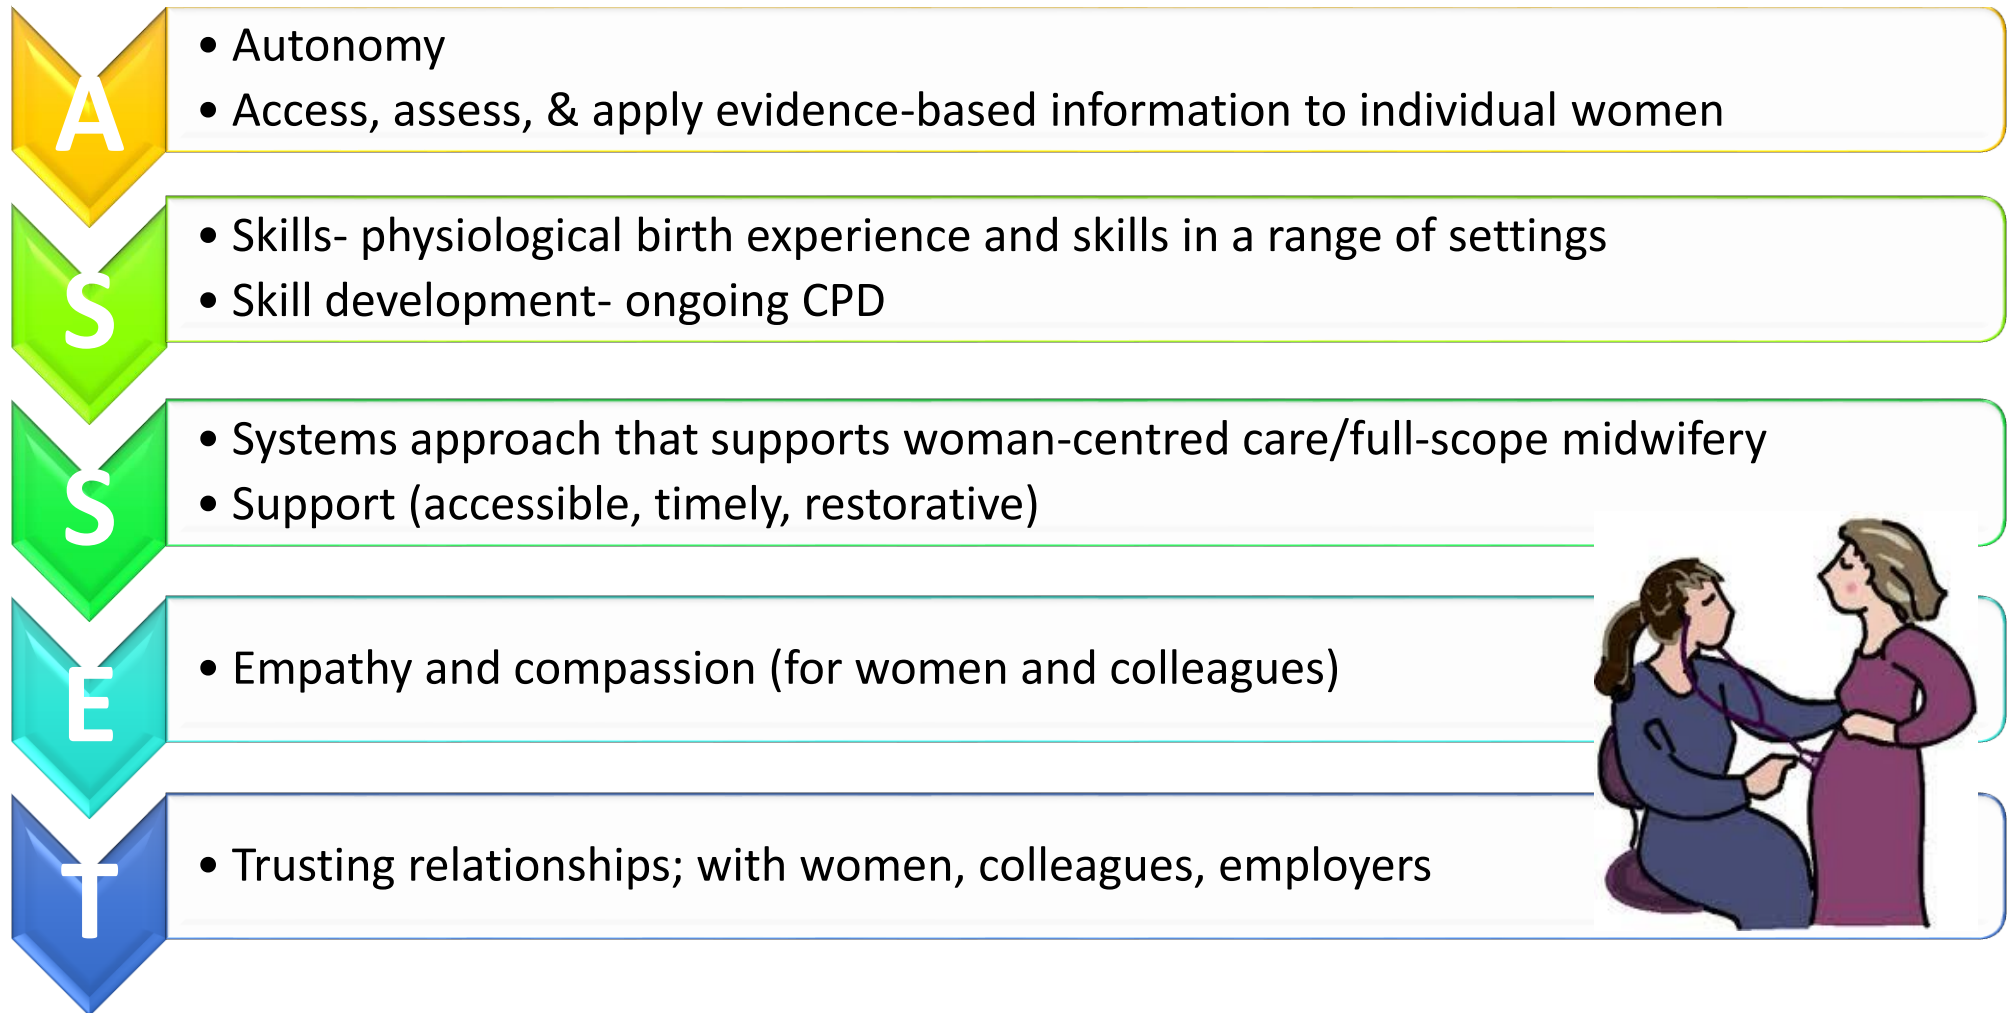 A
• Autonomy
• Access, assess, & apply evidence-based information to individual women
S
• Skills- physiological birth experience and skills in a range of settings
• Skill development- ongoing CPD
S
• Systems approach that supports woman-centred care/full-scope midwifery
• Support (accessible, timely, restorative)
E
• Empathy and compassion (for women and colleagues)
T
• Trusting relationships; with women, colleagues, employers